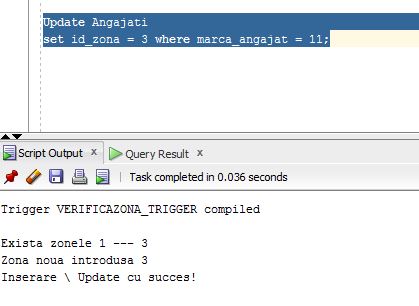 Update Angajati
set id_zona = 3 where marca_angajat = 11;
Script Output x Query Result x
Task completed in 0.036 seconds
Trigger VERIFICAZONA_TRIGGER compiled
Exista zonele 1 --- 3
Zona noua introdusa 3
Inserare \ Update cu succes!